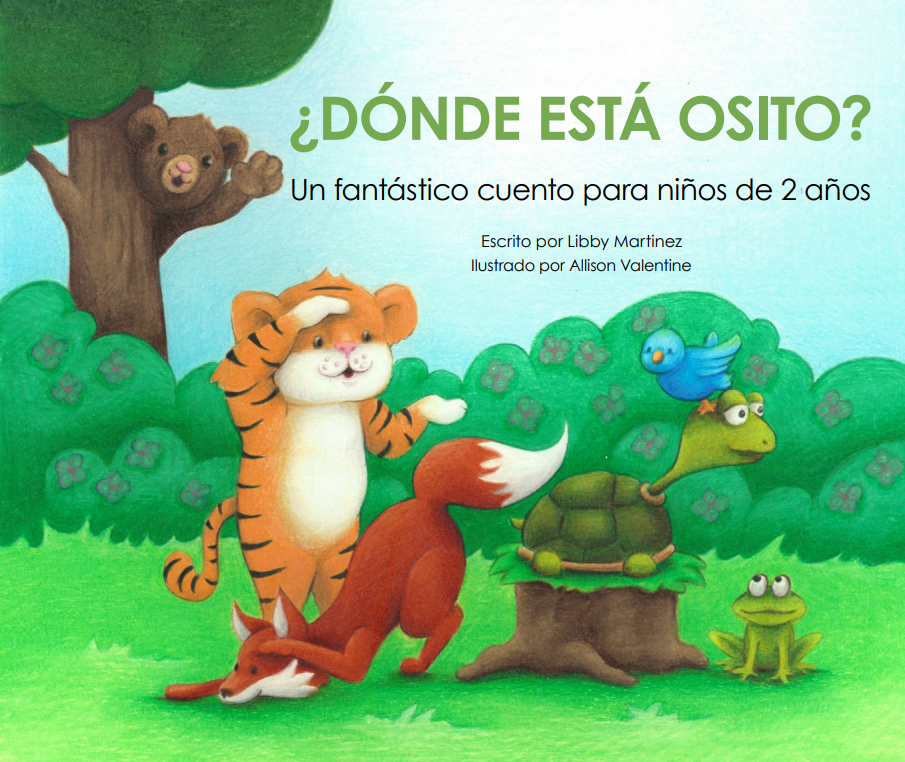 ¿DÓNDE ESTÁ OSITO?
Un fantástico cuento para niños de 2 años
Escrito por Libby Martinez
Ilustrado por Allison Valentine